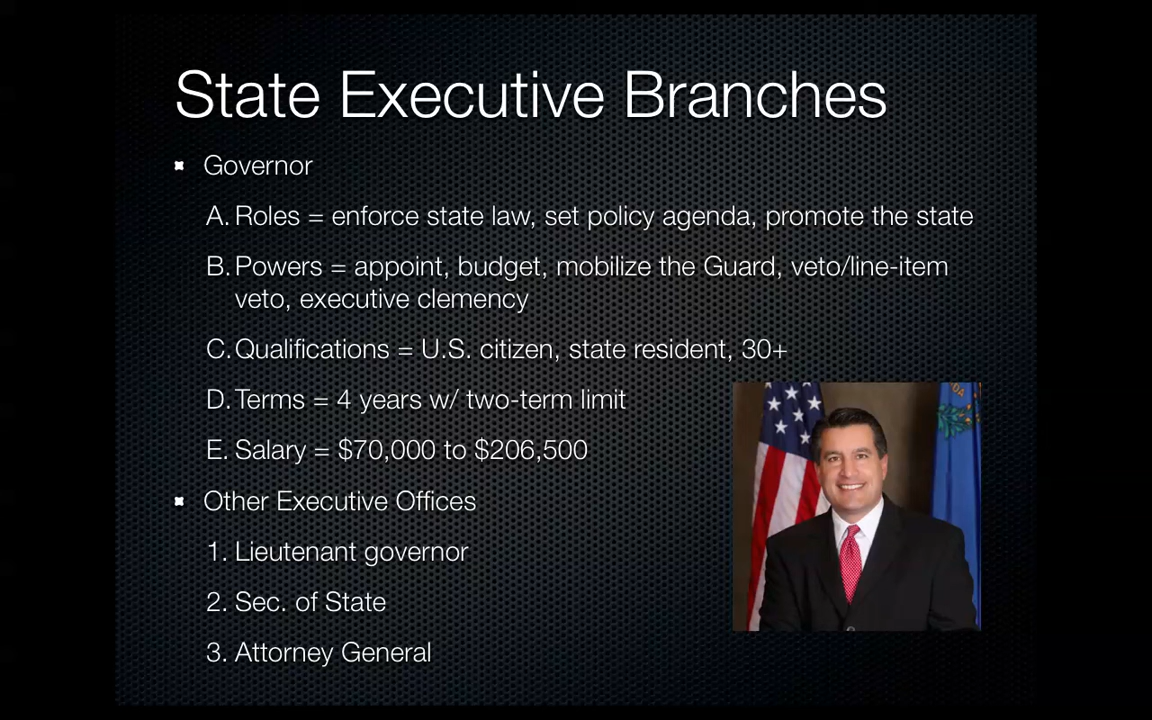 State Executive Branches
Governor
A. Roles = enforce state law, set policy agenda, promote the state
B. Powers = appoint, budget, mobilize the Guard, veto/line-item
veto, executive clemency
C. Qualifications = U.S. citizen, state resident, 30+
D. Terms = 4 years w/ two-term limit
E. Salary = $70,000 to $206,500
Other Executive Offices
1. Lieutenant governor
2. Sec. of State
3. Attorney General